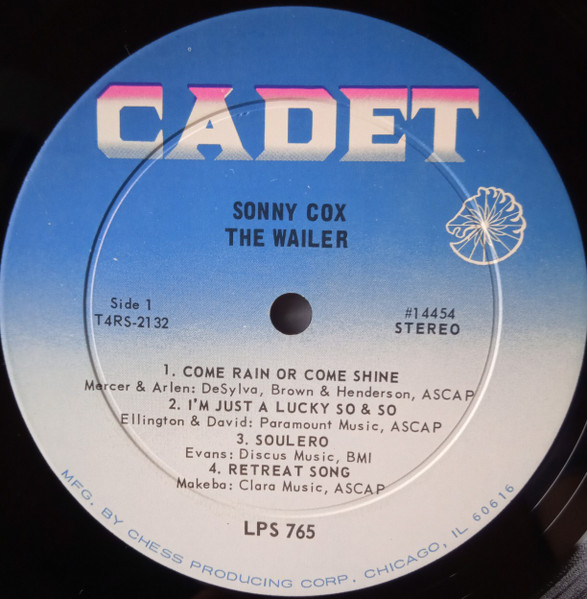 CADET
SONNY COX
THE WAILER
Side 1
T4RS-2132
#14454
STEREO
1. COME RAIN OR COME SHINE
Mercer & Arlen: DeSylva, Brown & Henderson, ASCAP
2. I'M JUST A LUCKY SO & SO
Ellington & David: Paramount Music, ASCAP
3. SOULERO
Evans: Discus Music, BMI
4. RETREAT SONG
Makeba: Clara Music, ASCAP
LPS 765
MFG. BY CHESS PRODUCING CORP. CHICAGO, IL 60616